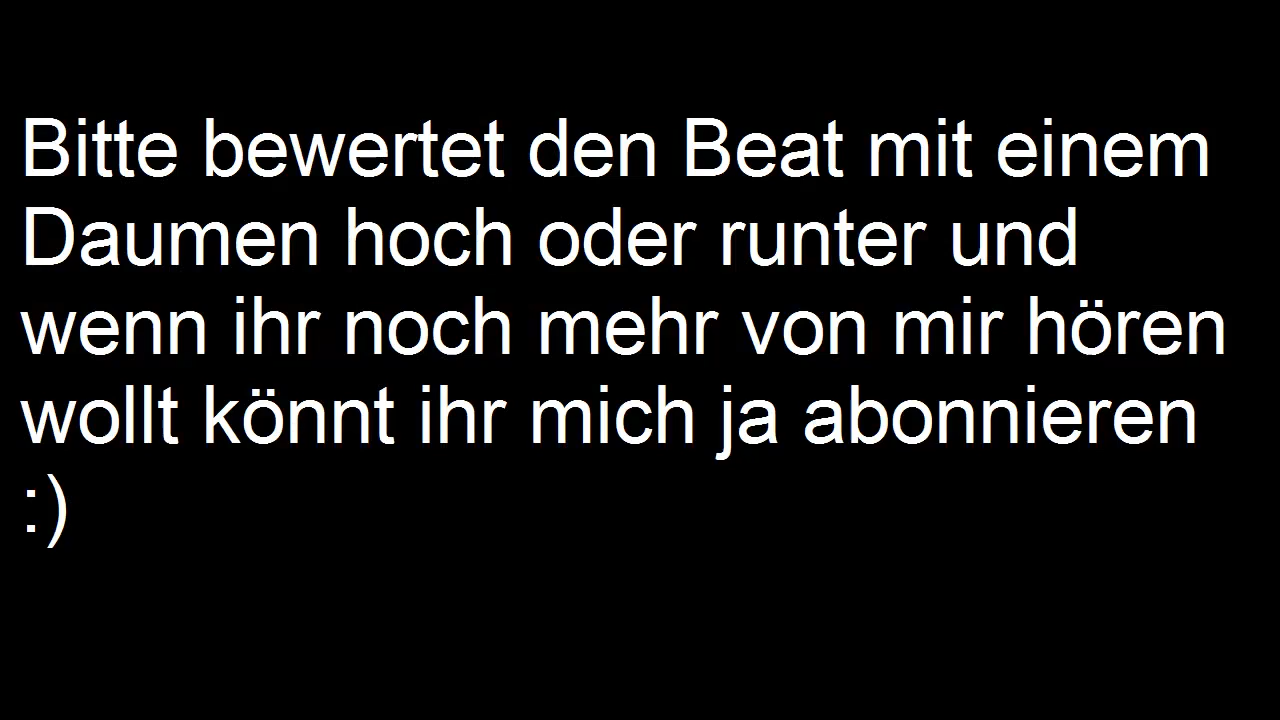 Bitte bewertet den Beat mit einem
Daumen hoch oder runter und
wenn ihr noch mehr von mir hören
wollt könnt ihr mich ja abonnieren
:)